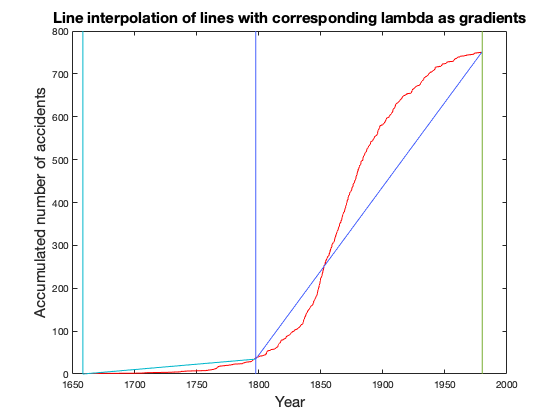 Line interpolation of lines with corresponding lambda as gradients
800
700
600
500
400
300
200
100
0
Accumulated number of accidents
1650 1700 1750 1800 1850 1900 1950 2000
Year